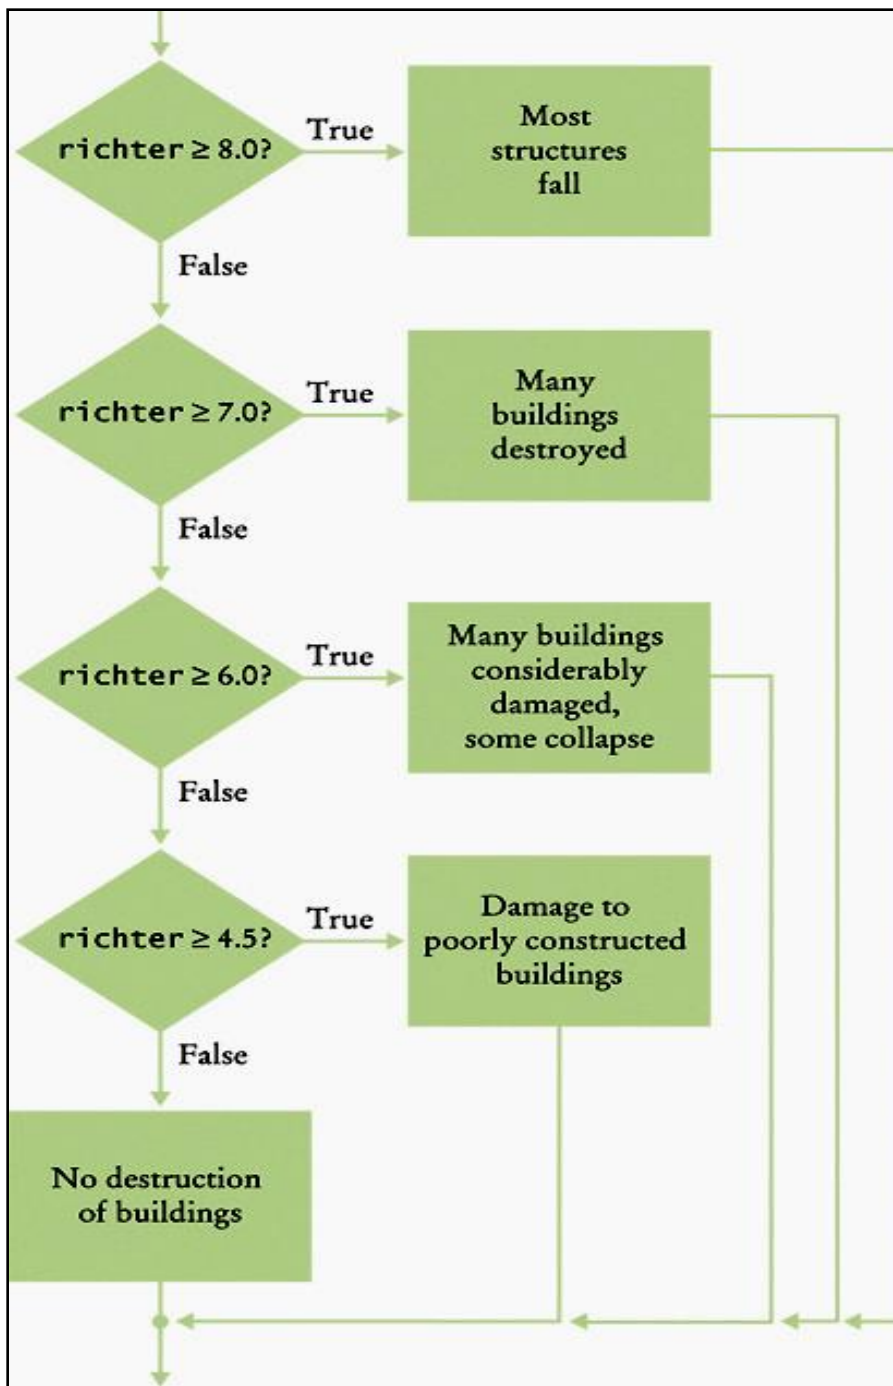 richter ≥ 8.0?
True
Most
structures
fall
False
richter ≥ 7.0?
True
Many
buildings
destroyed
False
richter ≥ 6.0?
True
Many buildings
considerably
damaged,
some collapse
False
richter ≥ 4.5?
True
Damage to
poorly constructed
buildings
False
No destruction
of buildings